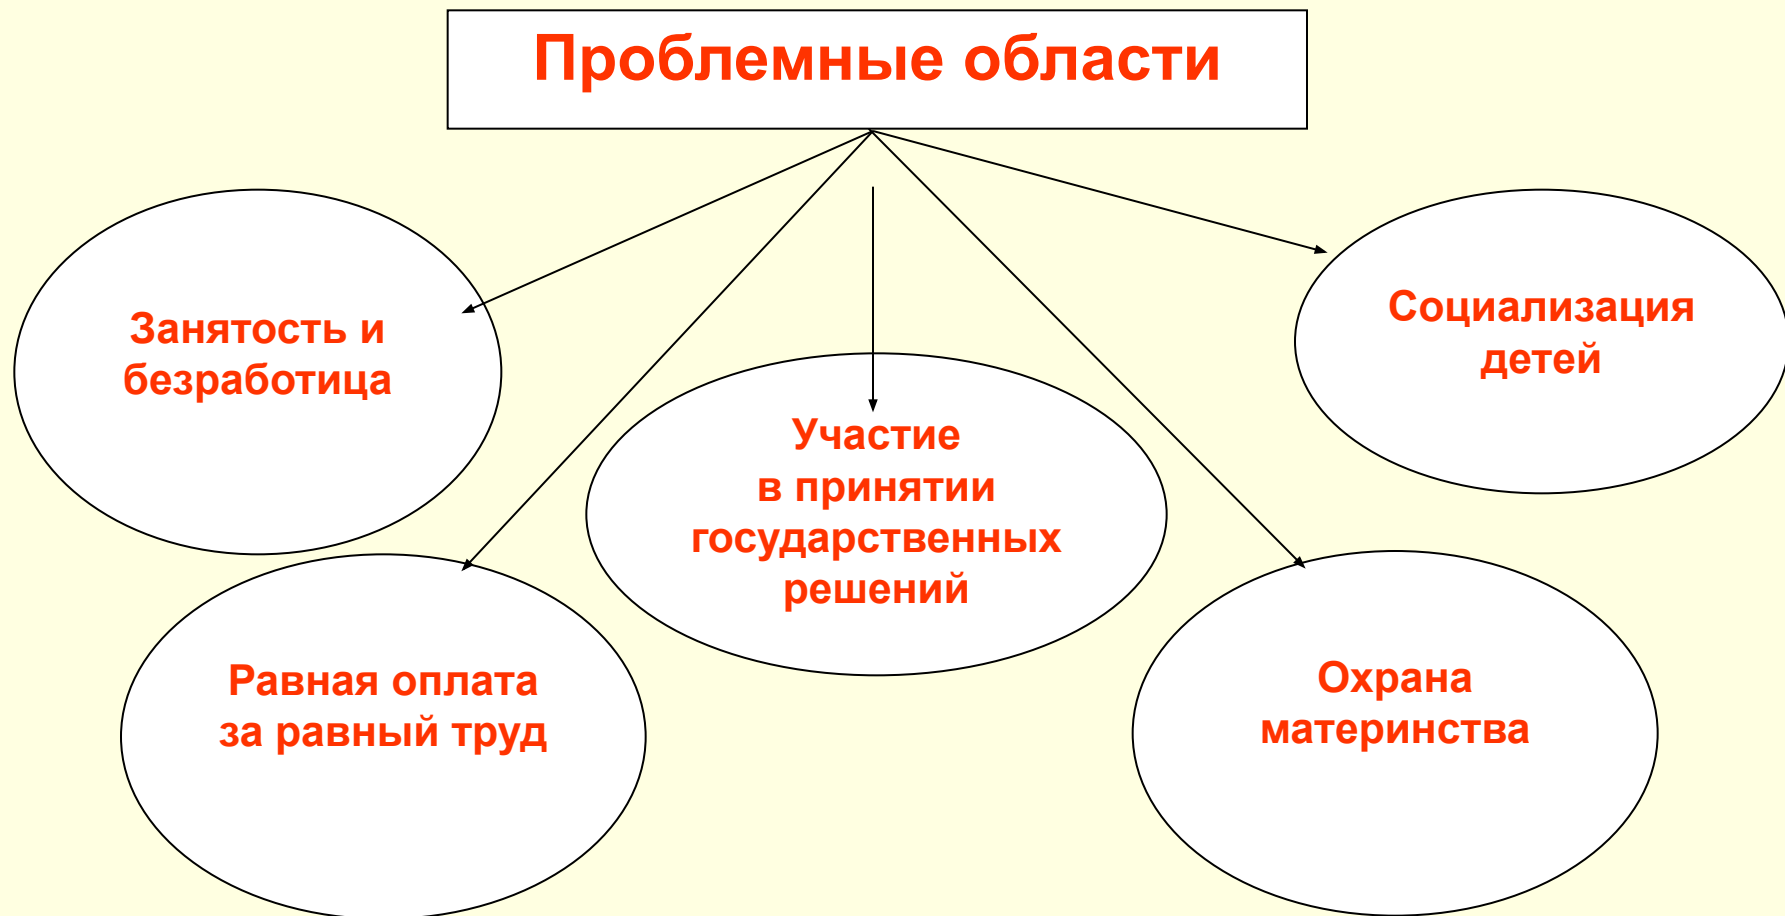 Проблемные области
Занятость и
безработица
Социализация
детей
Участие
в принятии
государственных
решений
Равная оплата
за равный труд
Охрана
материнства